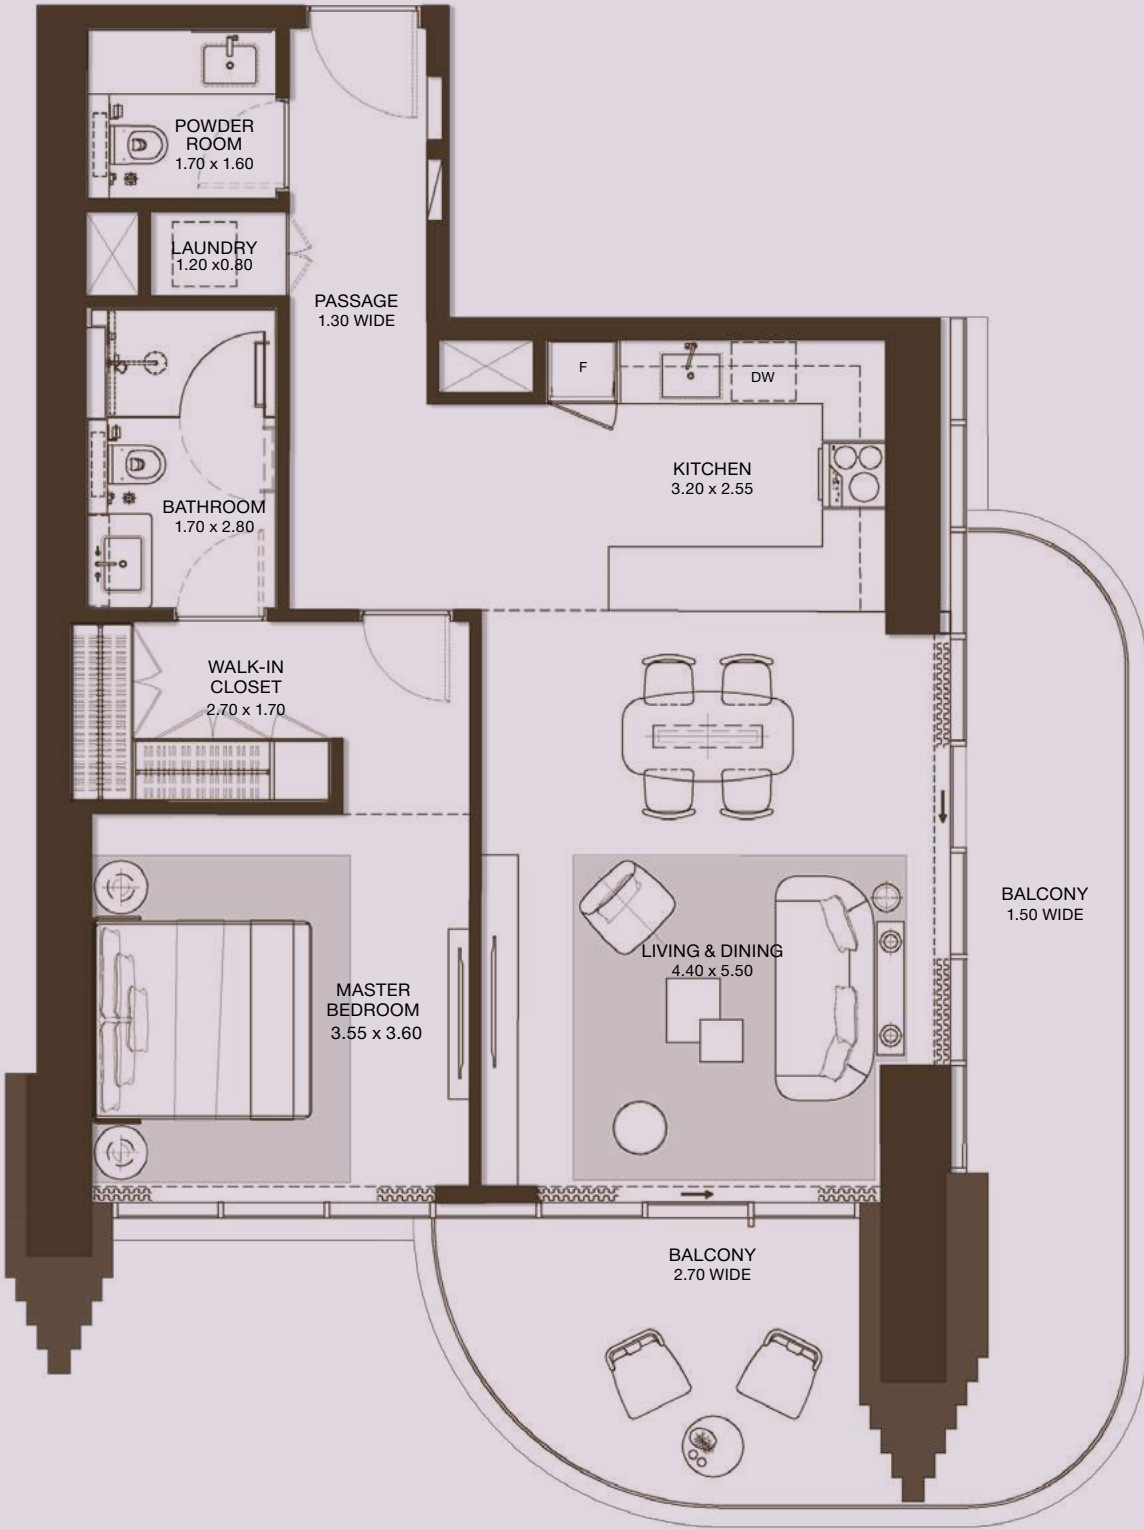 POWDER
ROOM
1.70 x 1.60
LAUNDRY
1.20 x0.80
PASSAGE
1.30 WIDE
F
DW
KITCHEN
3.20 x 2.55
BATHROOM
1.70 x 2.80
WALK-IN
CLOSET
2.70 x 1.70
BALCONY
1.50 WIDE
LIVING & DINING
4.40 x 5.50
MASTER
BEDROOM
3.55 x 3.60
BALCONY
2.70 WIDE